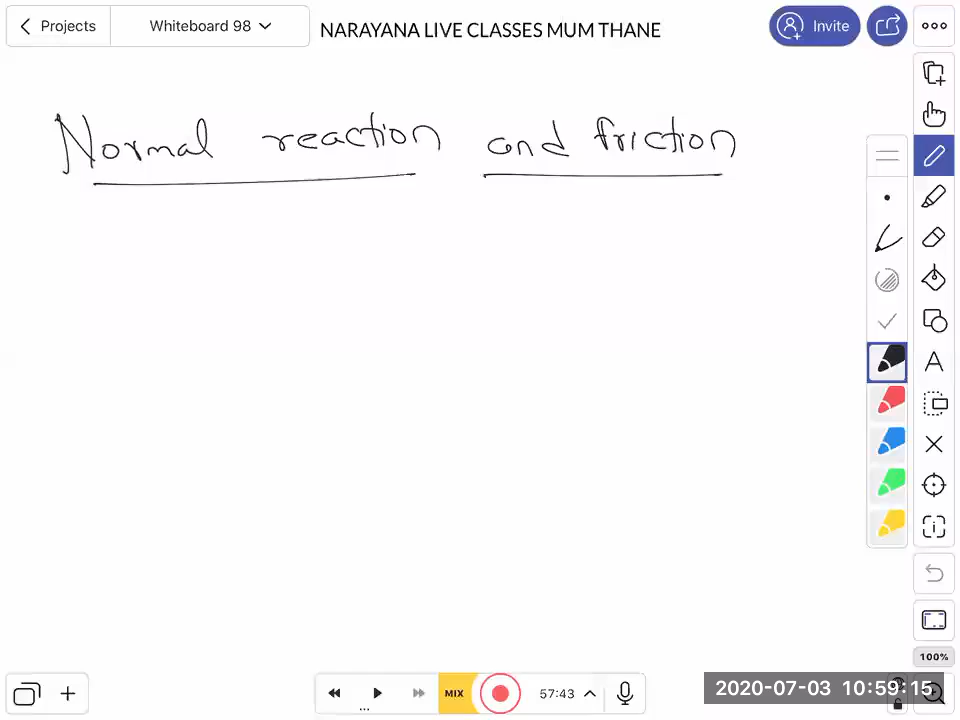 Projects Whiteboard 98 NARAYANA LIVE CLASSES MUM THANE Invite
Normal reaction and friction
A
100%
MIX 57:43
2020-07-03 10:59:15